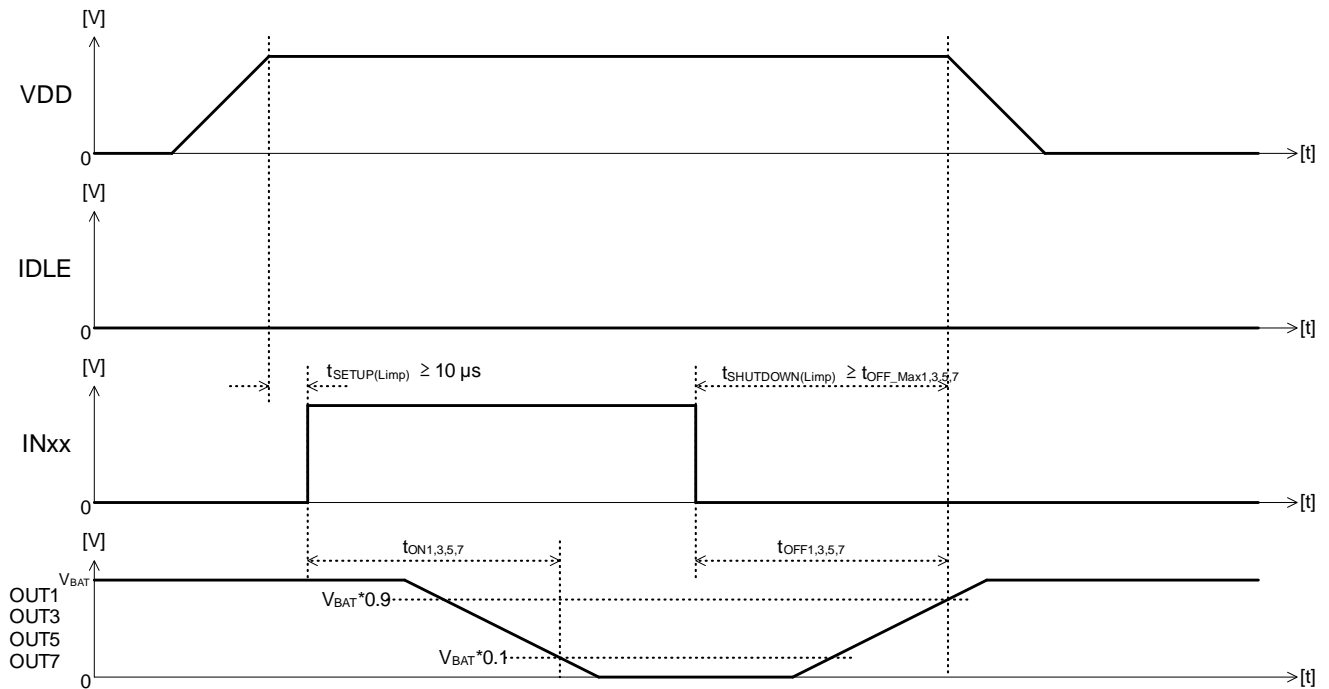 [V]
VDD
0
[t]
[V]
IDLE
0
[t]
[V]
tSETUP(Limp) ≥ 10 µs
tSHUTDOWN(Limp) ≥ tOFF_Max1,3,5,7
INxx
0
[t]
[V]
tON1,3,5,7
tOFF1,3,5,7
VBAT
OUT1
OUT3
OUT5
OUT7
VBAT*0.9
VBAT*0.1
0
[t]